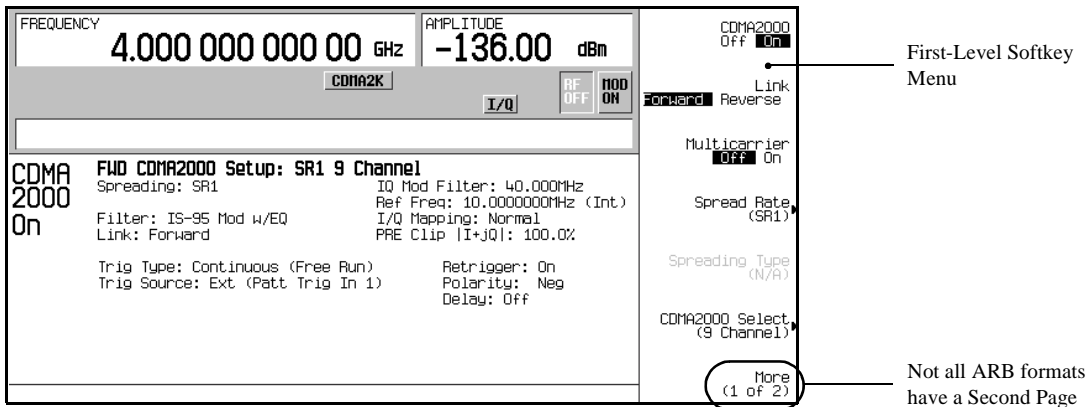 FREQUENCY
4.000 000 000 00 GHz
AMPLITUDE
-136.00 dBm
CDMA2K
I/Q
RF
OFF
MOD
ON
CDMA
2000
On
FWD CDMA2000 Setup: SR1 9 Channel
Spreading: SR1
IQ Mod Filter: 40.000MHz
Ref Freq: 10.0000000MHz (Int)
Filter: IS-95 Mod w/EQ
I/Q Mapping: Normal
Link: Forward
PRE Clip |I+jQ|: 100.0%
Trig Type: Continuous (Free Run)
Retrigger: On
Trig Source: Ext (Patt Trig In 1)
Polarity: Neg
Delay: Off
CDMA2000
Off On
Link
Forward Reverse
Multicarrier
Off On
Spread Rate
(SR1)
Spreading Type
(N/A)
CDMA2000 Select
(9 Channel)
More
(1 of 2)
First-Level Softkey
Menu
Not all ARB formats
have a Second Page